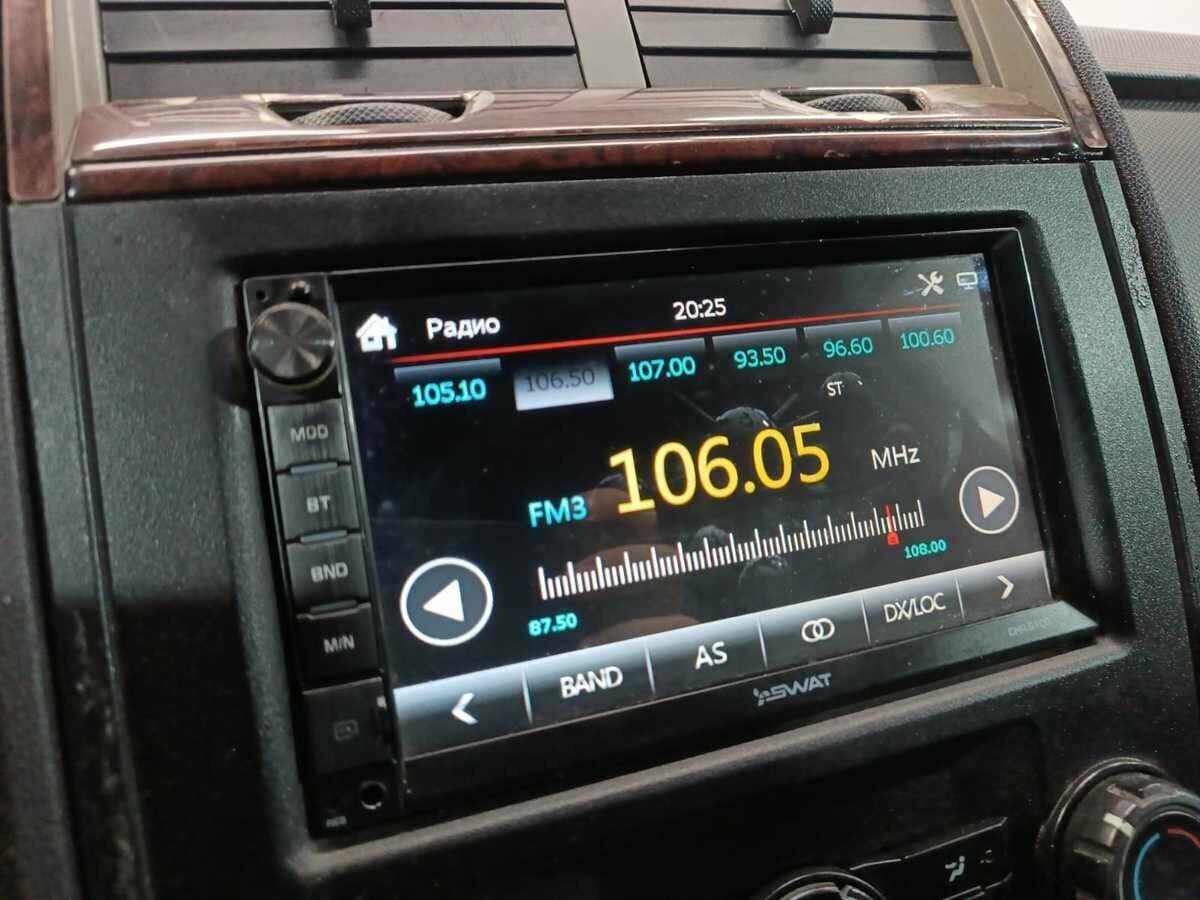 Радио 20:25
105.10 106.50 107.00 93.50 96.60 100.60
ST
106.05 MHz
FM3
87.50 108.00
BAND AS DX/LOC
SWAT
MOD
BT
BND
M/N